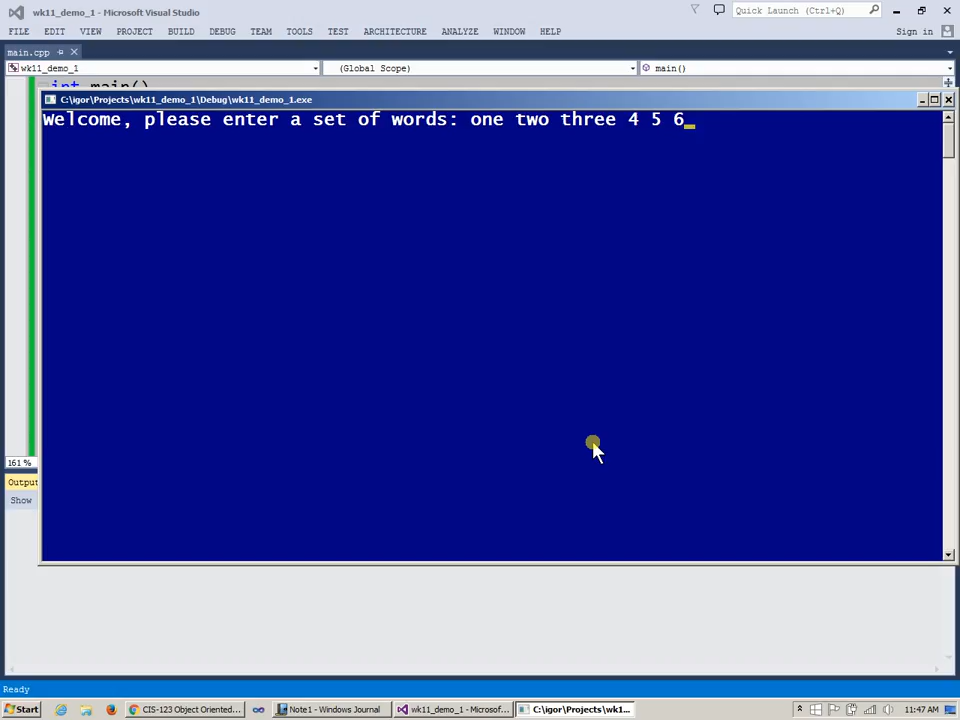 wk11_demo_1 - Microsoft Visual Studio
Quick Launch (Ctrl+Q)
FILE EDIT VIEW PROJECT BUILD DEBUG TEAM TOOLS TEST ARCHITECTURE ANALYZE WINDOW HELP
Sign in
main.cpp
wk11_demo_1 (Global Scope) main()
int main()
C:\igor\Projects\wk11_demo_1\Debug\wk11_demo_1.exe
Welcome, please enter a set of words: one two three 4 5 6_
161 %
Output
Show
Ready
Start CIS-123 Object Oriented... Note1 - Windows Journal wk11_demo_1 - Microsof... C:\igor\Projects\wk1... 11:47 AM